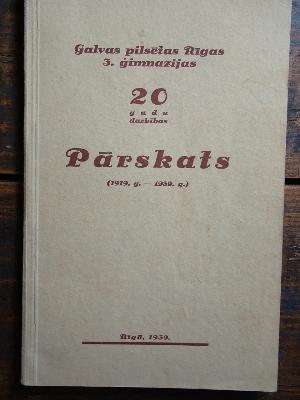 Galvas pilsētas Rīgas
3. ģimnazijas
20
gadu
darbības
Pārskats
(1919. g. — 1939. g.)
Rīgā, 1939.